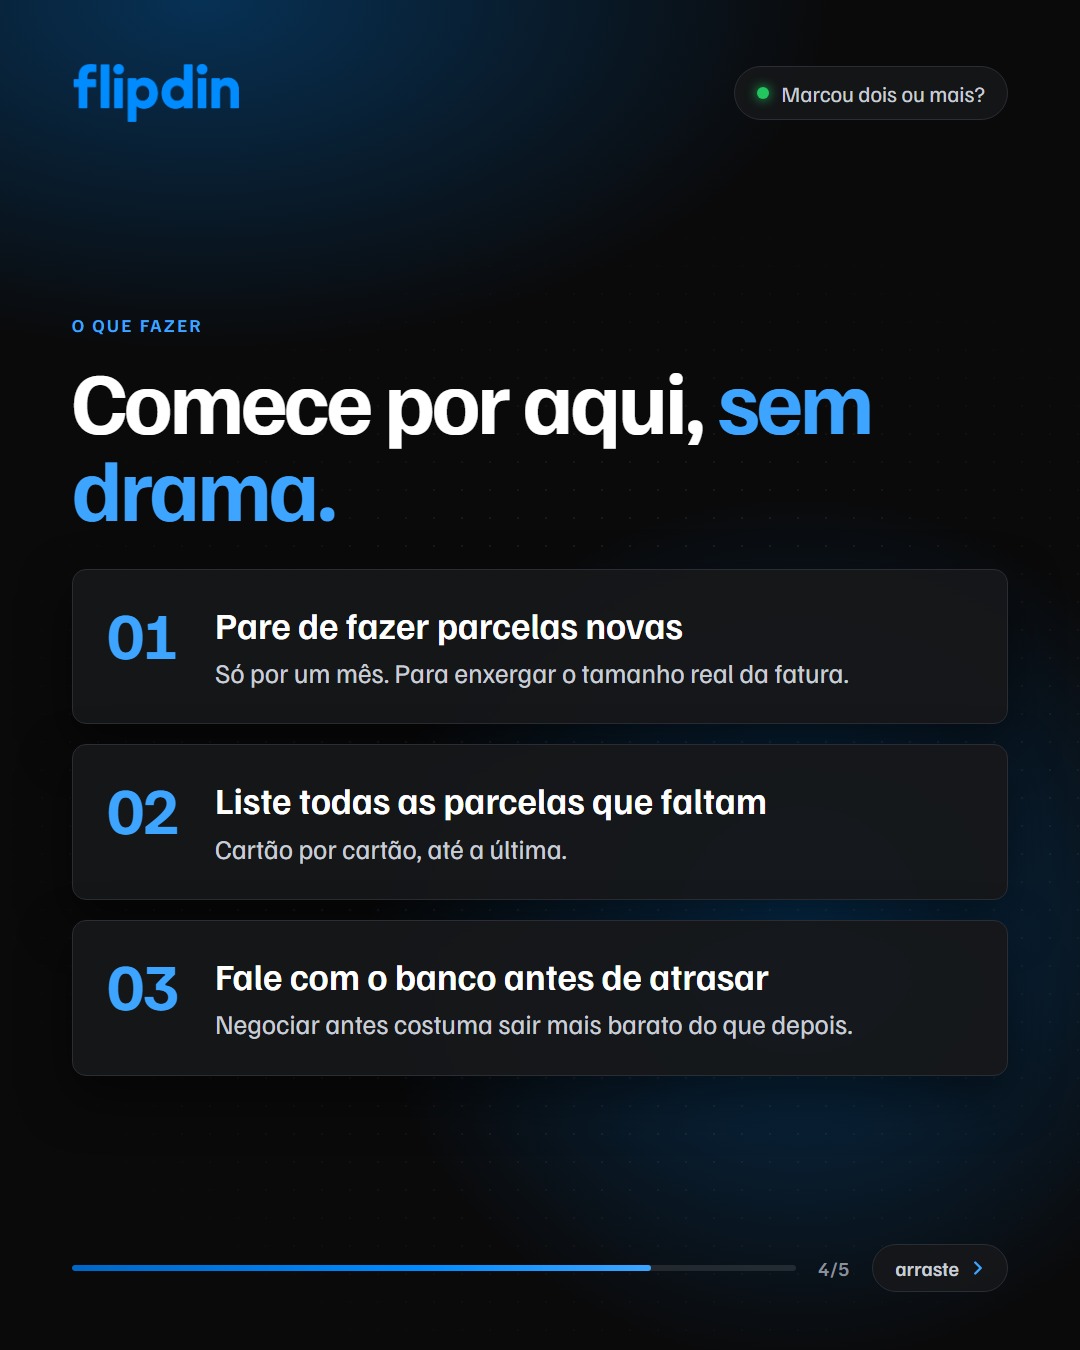 flipdin
Marcou dois ou mais?
O QUE FAZER
Comece por aqui, sem
drama.
01
Pare de fazer parcelas novas
Só por um mês. Para enxergar o tamanho real da fatura.
02
Liste todas as parcelas que faltam
Cartão por cartão, até a última.
03
Fale com o banco antes de atrasar
Negociar antes costuma sair mais barato do que depois.
4/5
arraste